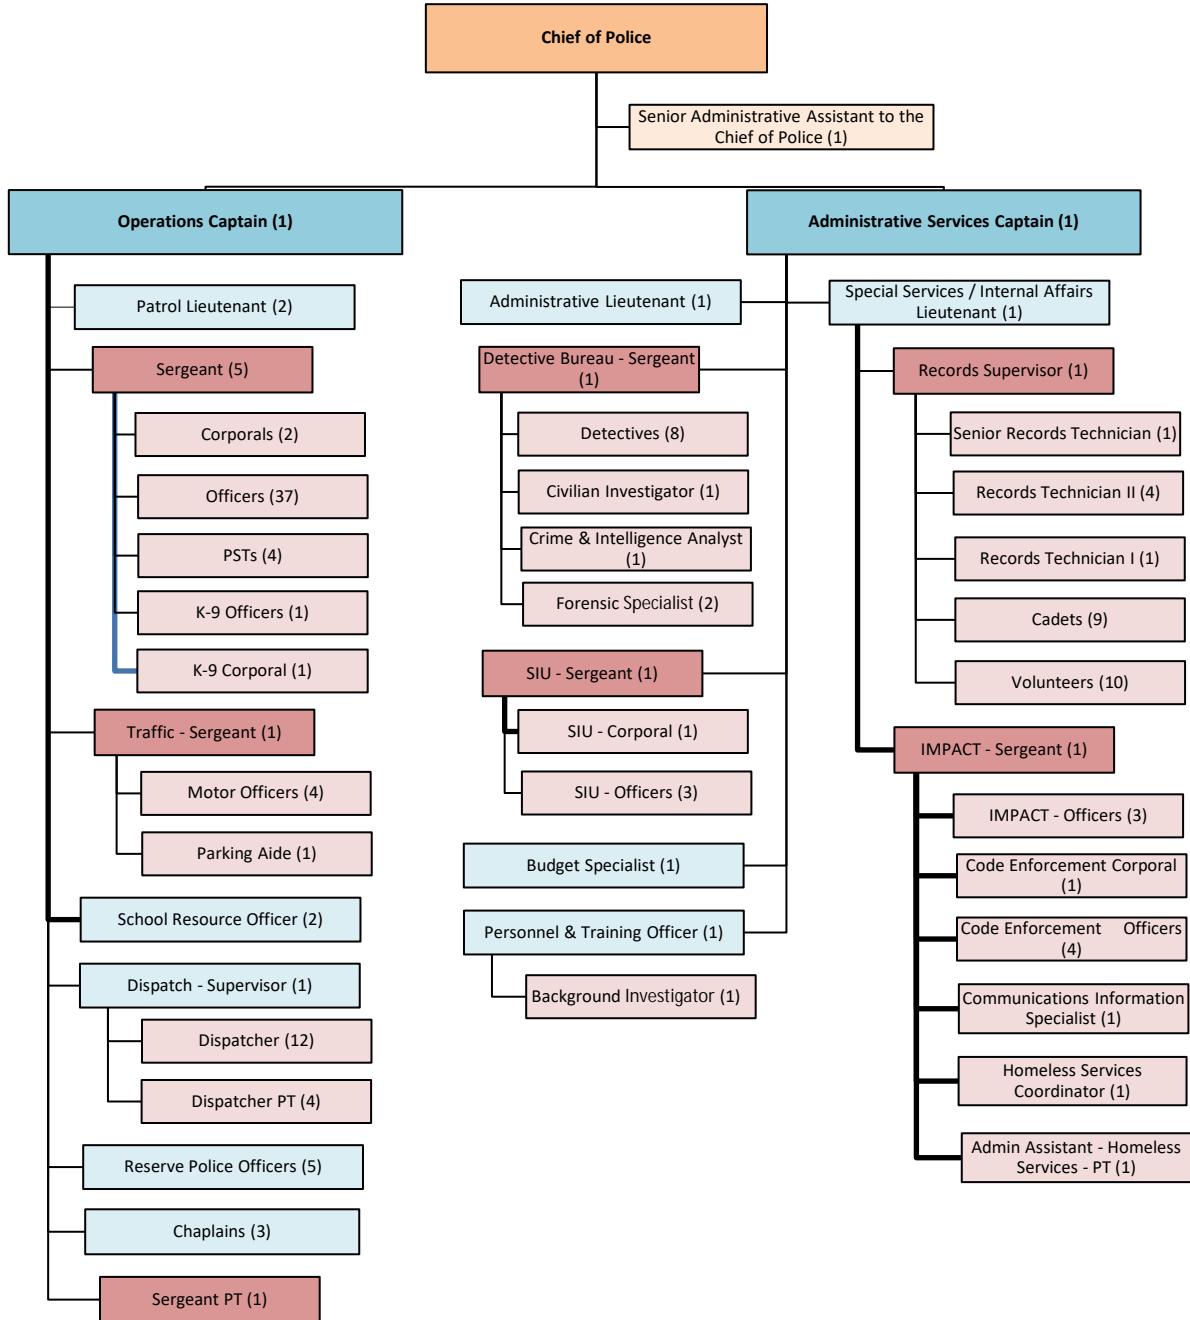 Chief of Police
Senior Administrative Assistant to the
Chief of Police (1)
Operations Captain (1)
Patrol Lieutenant (2)
Sergeant (5)
Corporals (2)
Officers (37)
PSTs (4)
K-9 Officers (1)
K-9 Corporal (1)
Traffic - Sergeant (1)
Motor Officers (4)
Parking Aide (1)
School Resource Officer (2)
Dispatch - Supervisor (1)
Dispatcher (12)
Dispatcher PT (4)
Reserve Police Officers (5)
Chaplains (3)
Sergeant PT (1)
Administrative Services Captain (1)
Administrative Lieutenant (1)
Detective Bureau - Sergeant
(1)
Detectives (8)
Civilian Investigator (1)
Crime & Intelligence Analyst
(1)
Forensic Specialist (2)
SIU - Sergeant (1)
SIU - Corporal (1)
SIU - Officers (3)
Budget Specialist (1)
Personnel & Training Officer (1)
Background Investigator (1)
Special Services / Internal Affairs
Lieutenant (1)
Records Supervisor (1)
Senior Records Technician (1)
Records Technician II (4)
Records Technician I (1)
Cadets (9)
Volunteers (10)
IMPACT - Sergeant (1)
IMPACT - Officers (3)
Code Enforcement Corporal
(1)
Code Enforcement Officers
(4)
Communications Information
Specialist (1)
Homeless Services
Coordinator (1)
Admin Assistant - Homeless
Services - PT (1)